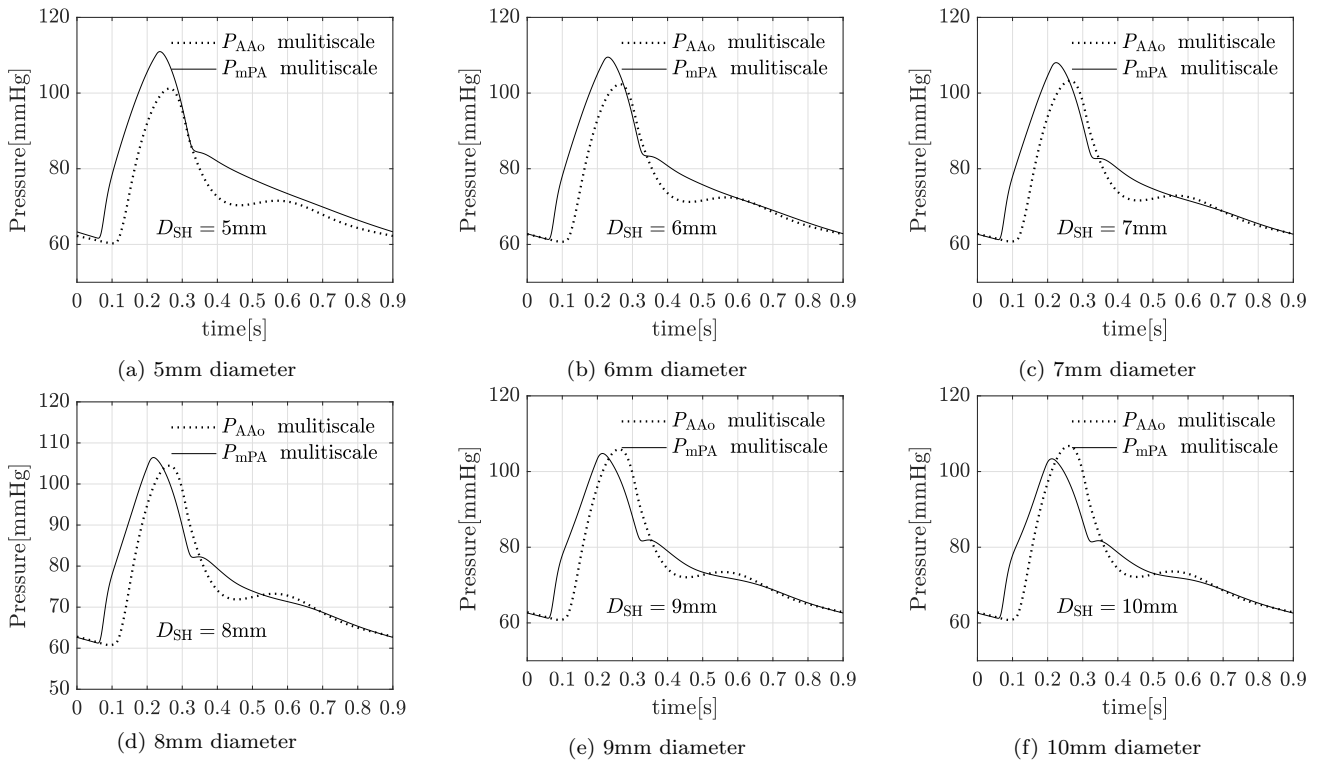 120
100
80
60
Pressure[mmHg]
P_AAo mulitiscale
P_mPA mulitiscale
D_SH = 5mm
0 0.1 0.2 0.3 0.4 0.5 0.6 0.7 0.8 0.9
time[s]
(a) 5mm diameter
120
100
80
60
Pressure[mmHg]
P_AAo mulitiscale
P_mPA mulitiscale
D_SH = 6mm
0 0.1 0.2 0.3 0.4 0.5 0.6 0.7 0.8 0.9
time[s]
(b) 6mm diameter
120
100
80
60
Pressure[mmHg]
P_AAo mulitiscale
P_mPA mulitiscale
D_SH = 7mm
0 0.1 0.2 0.3 0.4 0.5 0.6 0.7 0.8 0.9
time[s]
(c) 7mm diameter
120
110
100
90
80
70
60
50
Pressure[mmHg]
P_AAo mulitiscale
P_mPA mulitiscale
D_SH = 8mm
0 0.1 0.2 0.3 0.4 0.5 0.6 0.7 0.8 0.9
(d) 8mm diameter
120
100
80
60
Pressure[mmHg]
P_AAo mulitiscale
P_mPA mulitiscale
D_SH = 9mm
0 0.1 0.2 0.3 0.4 0.5 0.6 0.7 0.8 0.9
time[s]
(e) 9mm diameter
120
100
80
60
Pressure[mmHg]
P_AAo mulitiscale
P_mPA mulitiscale
D_SH = 10mm
0 0.1 0.2 0.3 0.4 0.5 0.6 0.7 0.8 0.9
time[s]
(f) 10mm diameter